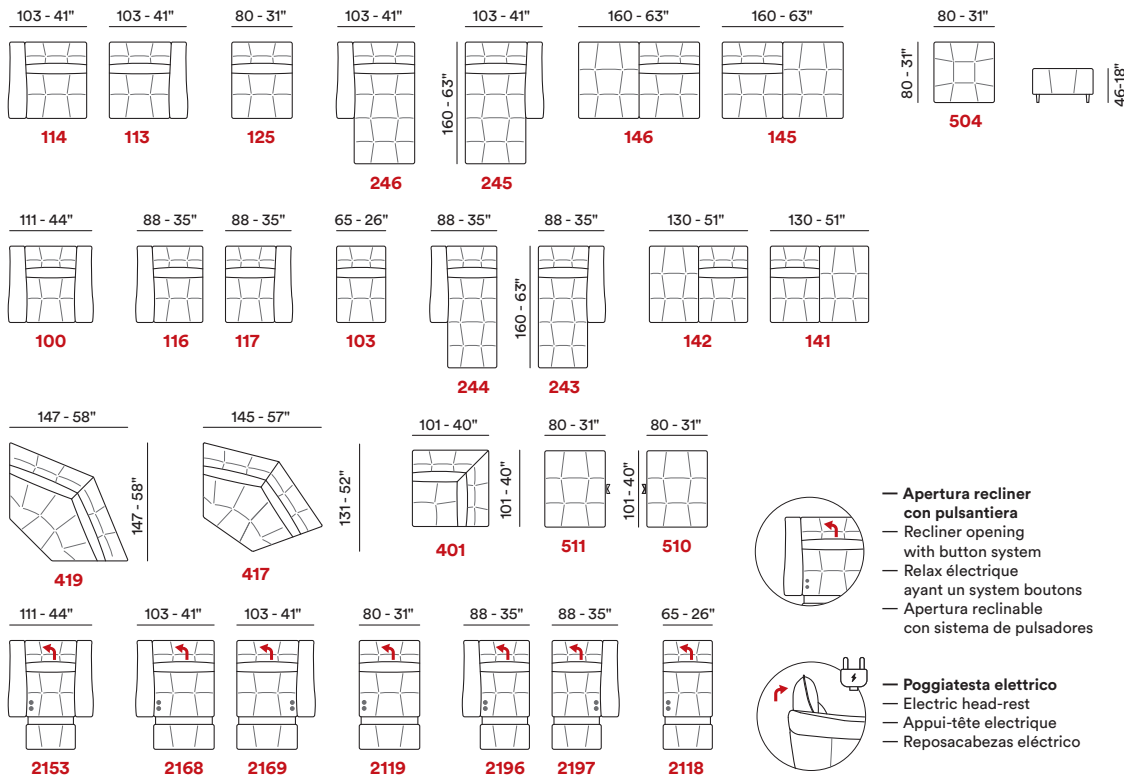 103 - 41" 103 - 41" 80 - 31" 103 - 41" 103 - 41" 160 - 63" 160 - 63" 80 - 31"
160 - 63"
80 - 31"
46-18"
114 113 125 246 245 146 145 504
111 - 44" 88 - 35" 88 - 35" 65 - 26" 88 - 35" 88 - 35" 130 - 51" 130 - 51"
160 - 63"
100 116 117 103 244 243 142 141
147 - 58" 145 - 57" 101 - 40" 80 - 31" 80 - 31"
147 - 58"
131 - 52"
101 - 40"
101 - 40"
419 417 401 511 510
— Apertura recliner
con pulsantiera
— Recliner opening
with button system
— Relax électrique
ayant un system boutons
— Apertura reclinable
con sistema de pulsadores
111 - 44" 103 - 41" 103 - 41" 80 - 31" 88 - 35" 88 - 35" 65 - 26"
2153 2168 2169 2119 2196 2197 2118
— Poggiatesta elettrico
— Electric head-rest
— Appui-tête electrique
— Reposacabezas eléctrico